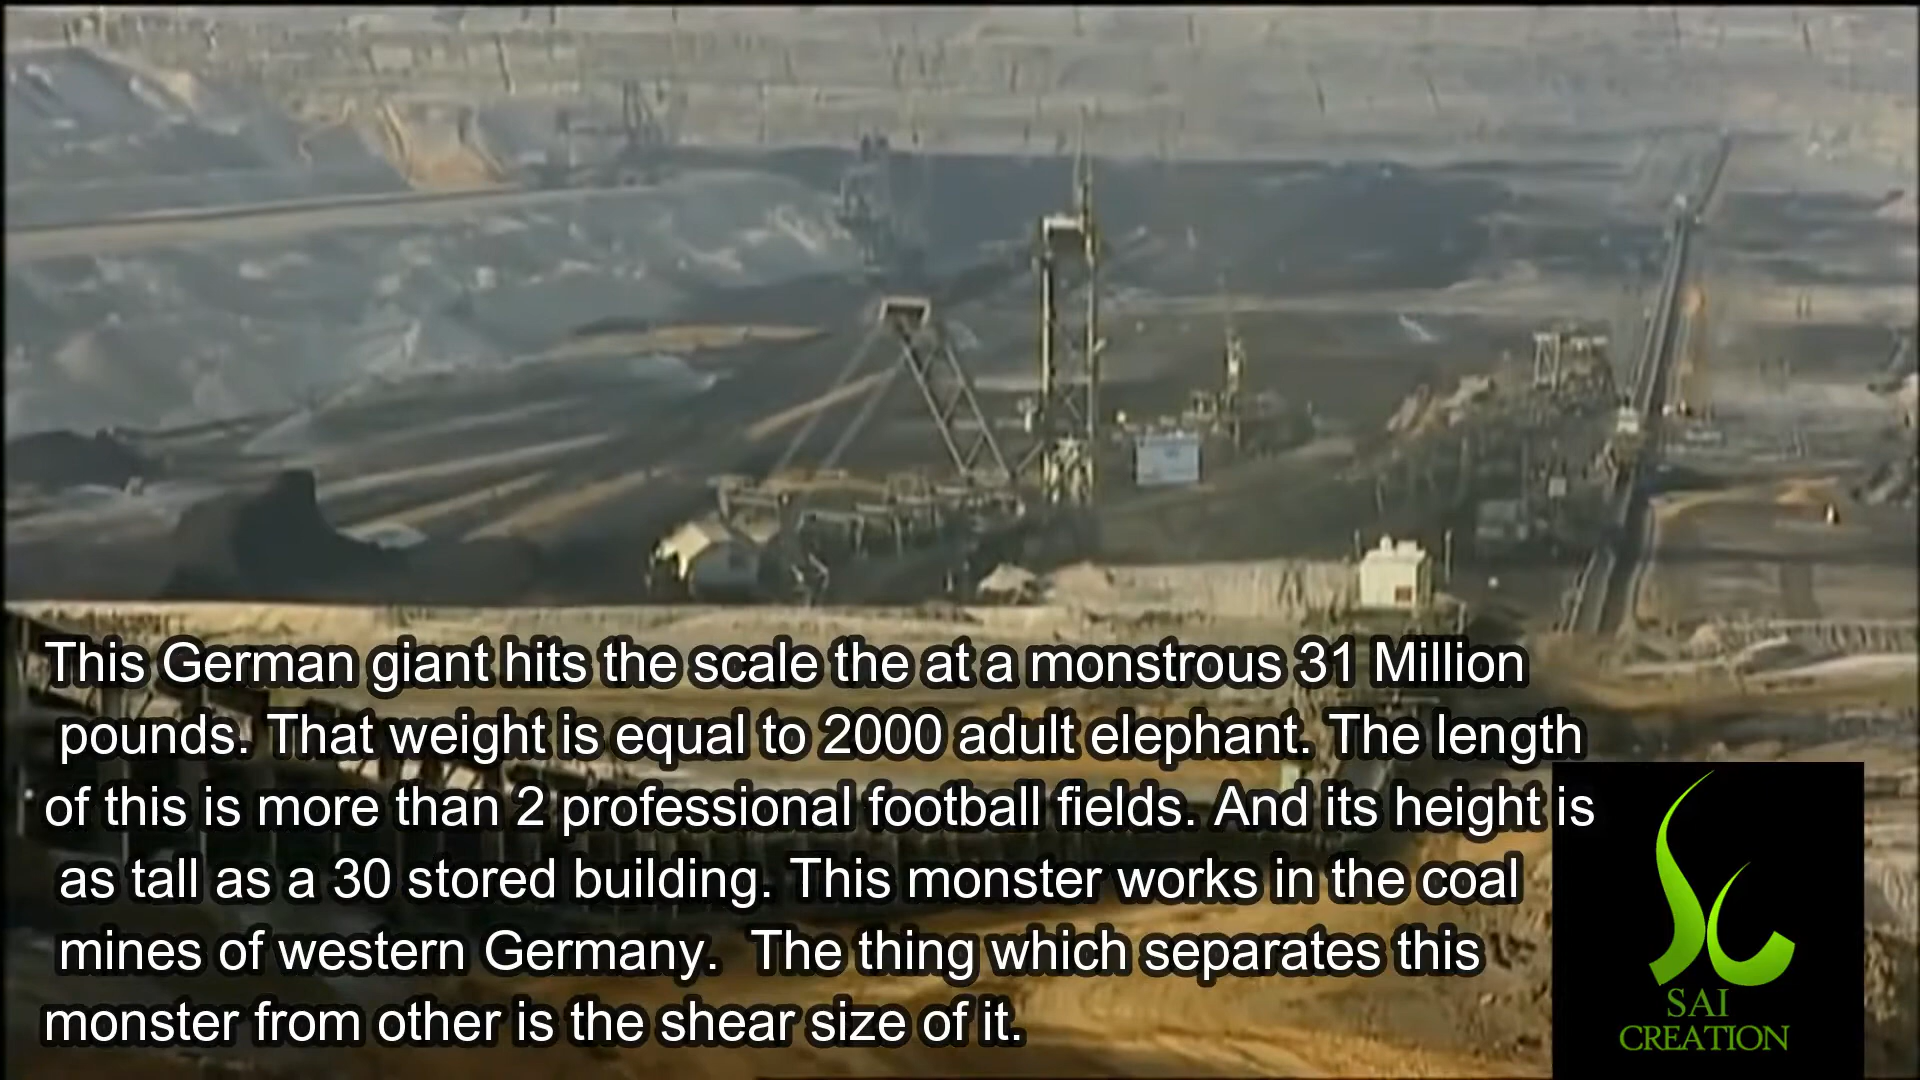 This German giant hits the scale the at a monstrous 31 Million
pounds. That weight is equal to 2000 adult elephant. The length
of this is more than 2 professional football fields. And its height is
as tall as a 30 stored building. This monster works in the coal
mines of western Germany. The thing which separates this
monster from other is the shear size of it.
SAI
CREATION